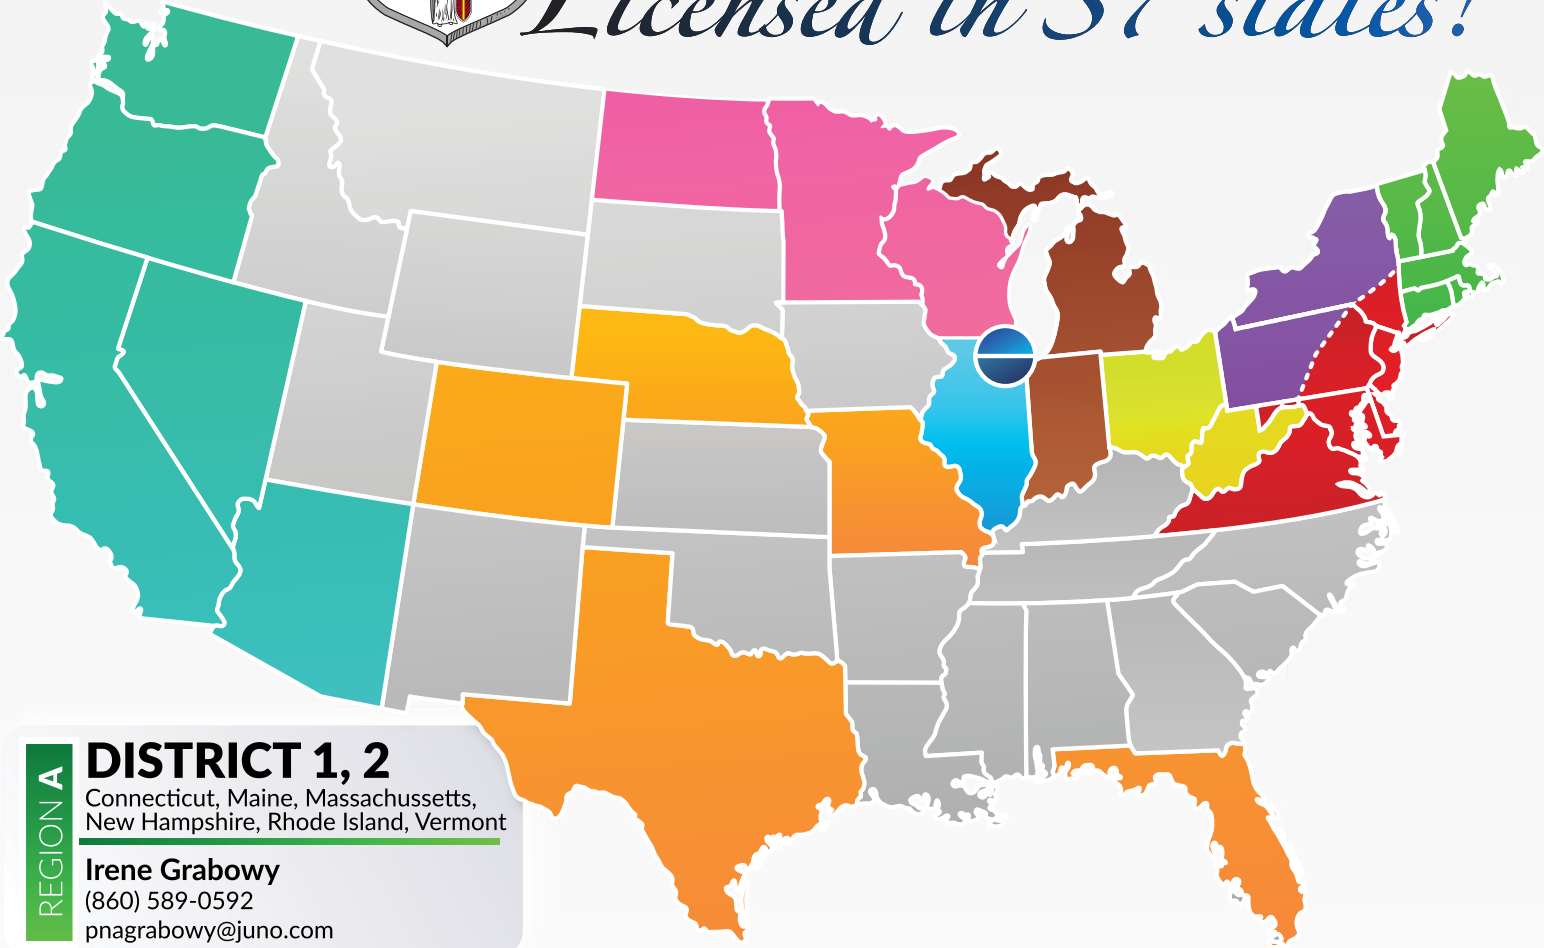 Licensed in 37 states!
DISTRICT 1, 2
Connecticut, Maine, Massachussetts,
New Hampshire, Rhode Island, Vermont
REGION A
Irene Grabowy
(860) 589-0592
pnagrabowy@juno.com